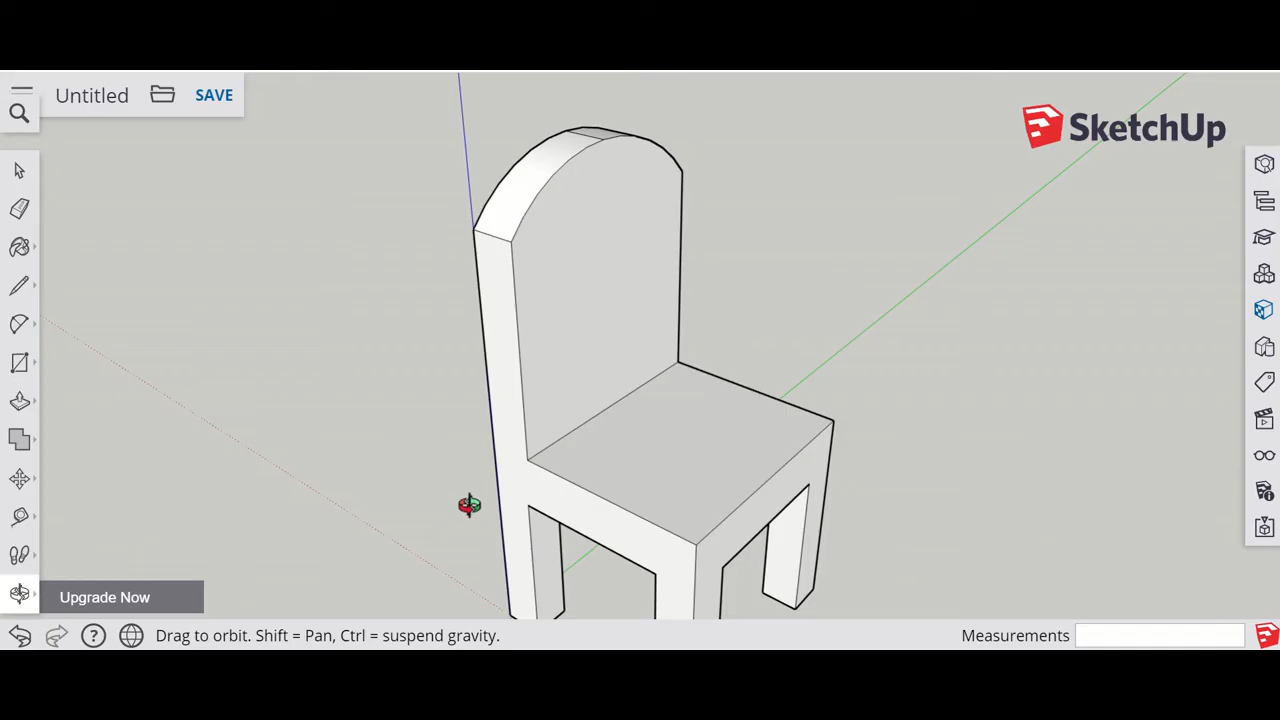 Untitled
SAVE
SketchUp
Upgrade Now
Drag to orbit. Shift = Pan, Ctrl = suspend gravity.
Measurements